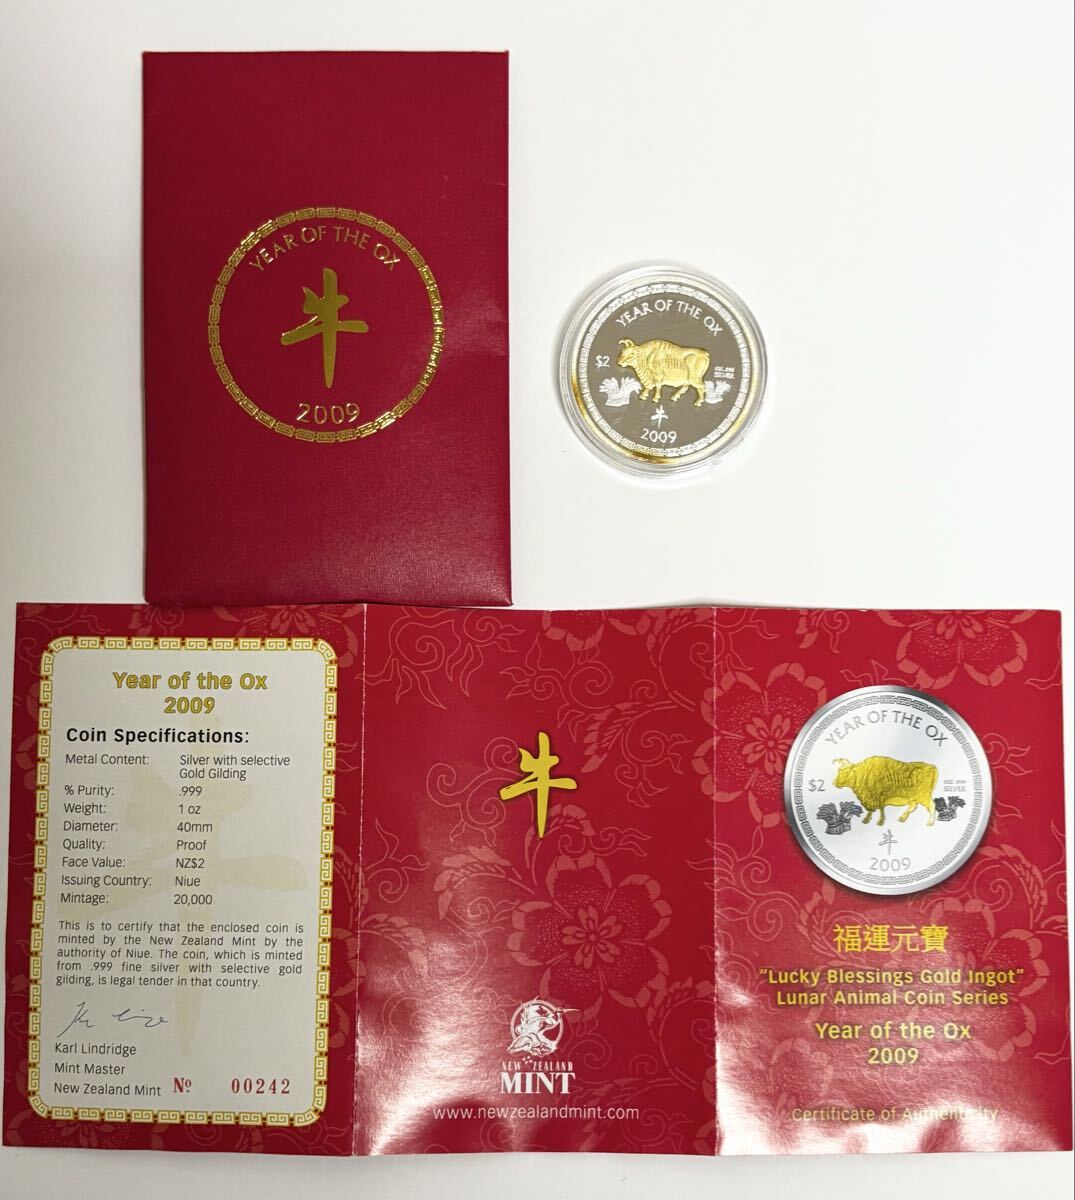 YEAR OF THE OX
牛
2009
YEAR OF THE OX
$2
1OZ .999
SILVER
牛
2009
Year of the Ox
2009
Coin Specifications:
Metal Content: Silver with selective
Gold Gilding
% Purity: .999
Weight: 1 oz
Diameter: 40mm
Quality: Proof
Face Value: NZ$2
Issuing Country: Niue
Mintage: 20,000
This is to certify that the enclosed coin is
minted by the New Zealand Mint by the
authority of Niue. The coin, which is minted
from .999 fine silver with selective gold
gilding, is legal tender in that country.
Karl Lindridge
Mint Master
New Zealand Mint Nº 00242
牛
NEW ZEALAND
MINT
www.newzealandmint.com
YEAR OF THE OX
$2
1OZ .999
SILVER
牛
2009
福運元寶
"Lucky Blessings Gold Ingot"
Lunar Animal Coin Series
Year of the Ox
2009
Certificate of Authenticity